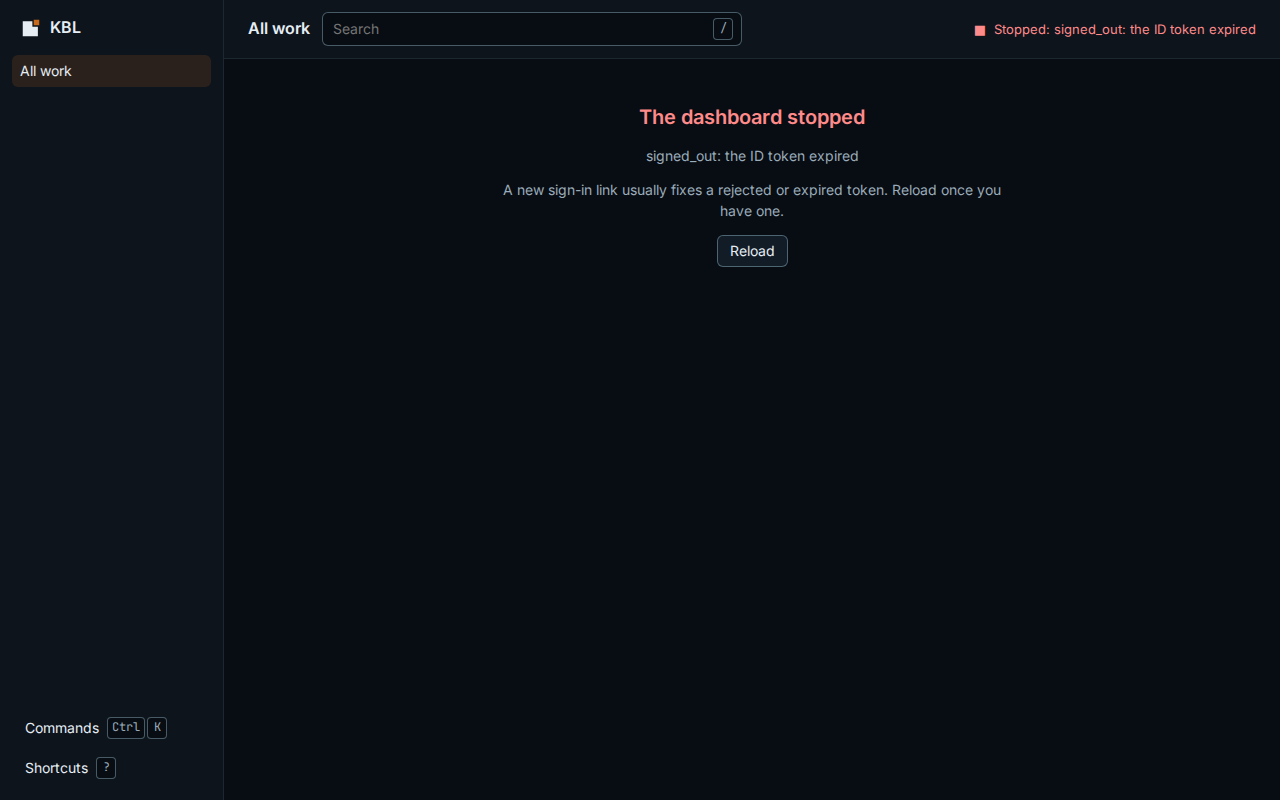 KBL
All work
All work
Search
/
Stopped: signed_out: the ID token expired
The dashboard stopped
signed_out: the ID token expired
A new sign-in link usually fixes a rejected or expired token. Reload once you
have one.
Reload
Commands Ctrl K
Shortcuts ?